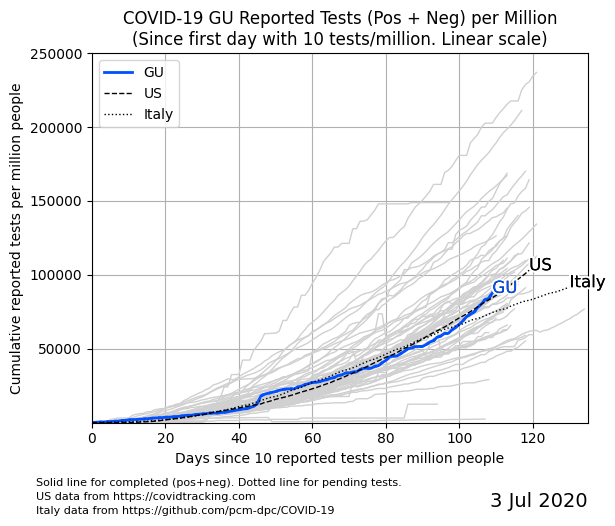 COVID-19 GU Reported Tests (Pos + Neg) per Million
(Since first day with 10 tests/million. Linear scale)
Cumulative reported tests per million people
250000
200000
150000
100000
50000
GU
US
Italy
US
GU
Italy
0 20 40 60 80 100 120
Days since 10 reported tests per million people
Solid line for completed (pos+neg). Dotted line for pending tests.
US data from https://covidtracking.com
Italy data from https://github.com/pcm-dpc/COVID-19
3 Jul 2020